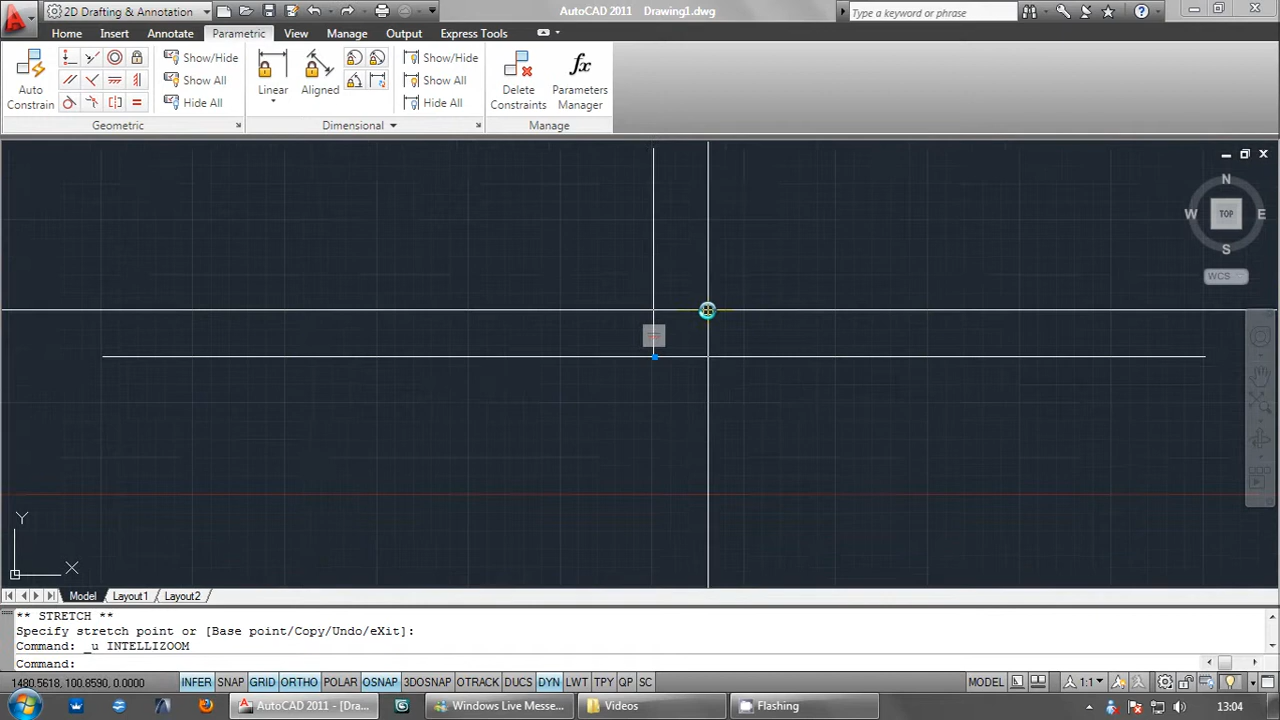 2D Drafting & Annotation
AutoCAD 2011 Drawing1.dwg
Type a keyword or phrase
Home Insert Annotate Parametric View Manage Output Express Tools
Auto
Constrain
Show/Hide
Show All
Hide All
Geometric
Linear
Aligned
Show/Hide
Show All
Hide All
Dimensional
Delete
Constraints
fx
Parameters
Manager
Manage
N
W TOP E
S
WCS
Y
X
Model Layout1 Layout2
** STRETCH **
Specify stretch point or [Base point/Copy/Undo/eXit]:
Command: _u INTELLIZOOM
Command:
1480.5618, 100.8590, 0.0000 INFER SNAP GRID ORTHO POLAR OSNAP 3DOSNAP OTRACK DUCS DYN LWT TPY QP SC MODEL 1:1
AutoCAD 2011 - [Dra... Windows Live Messe... Videos Flashing 13:04